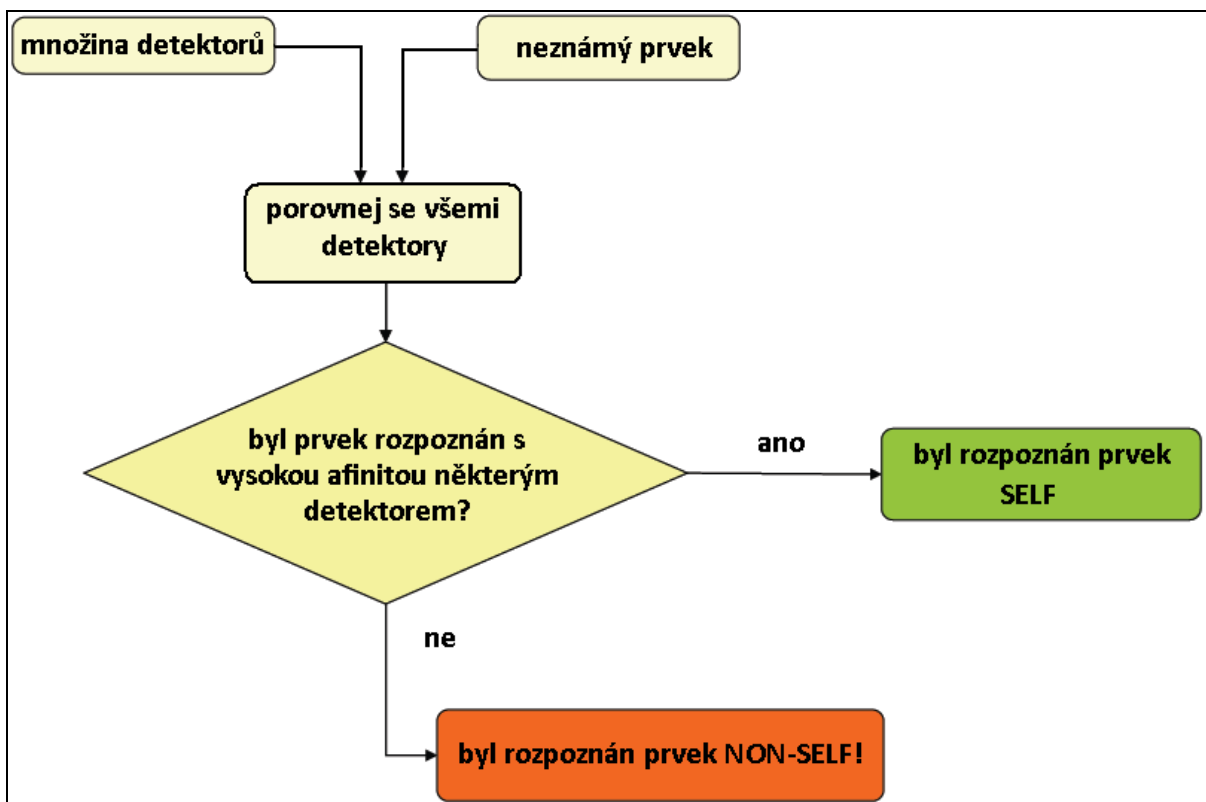 množina detektorů
neznámý prvek
porovnej se všemi
detektory
byl prvek rozpoznán s
vysokou afinitou některým
detektorem?
ano
byl rozpoznán prvek
SELF
ne
byl rozpoznán prvek NON-SELF!